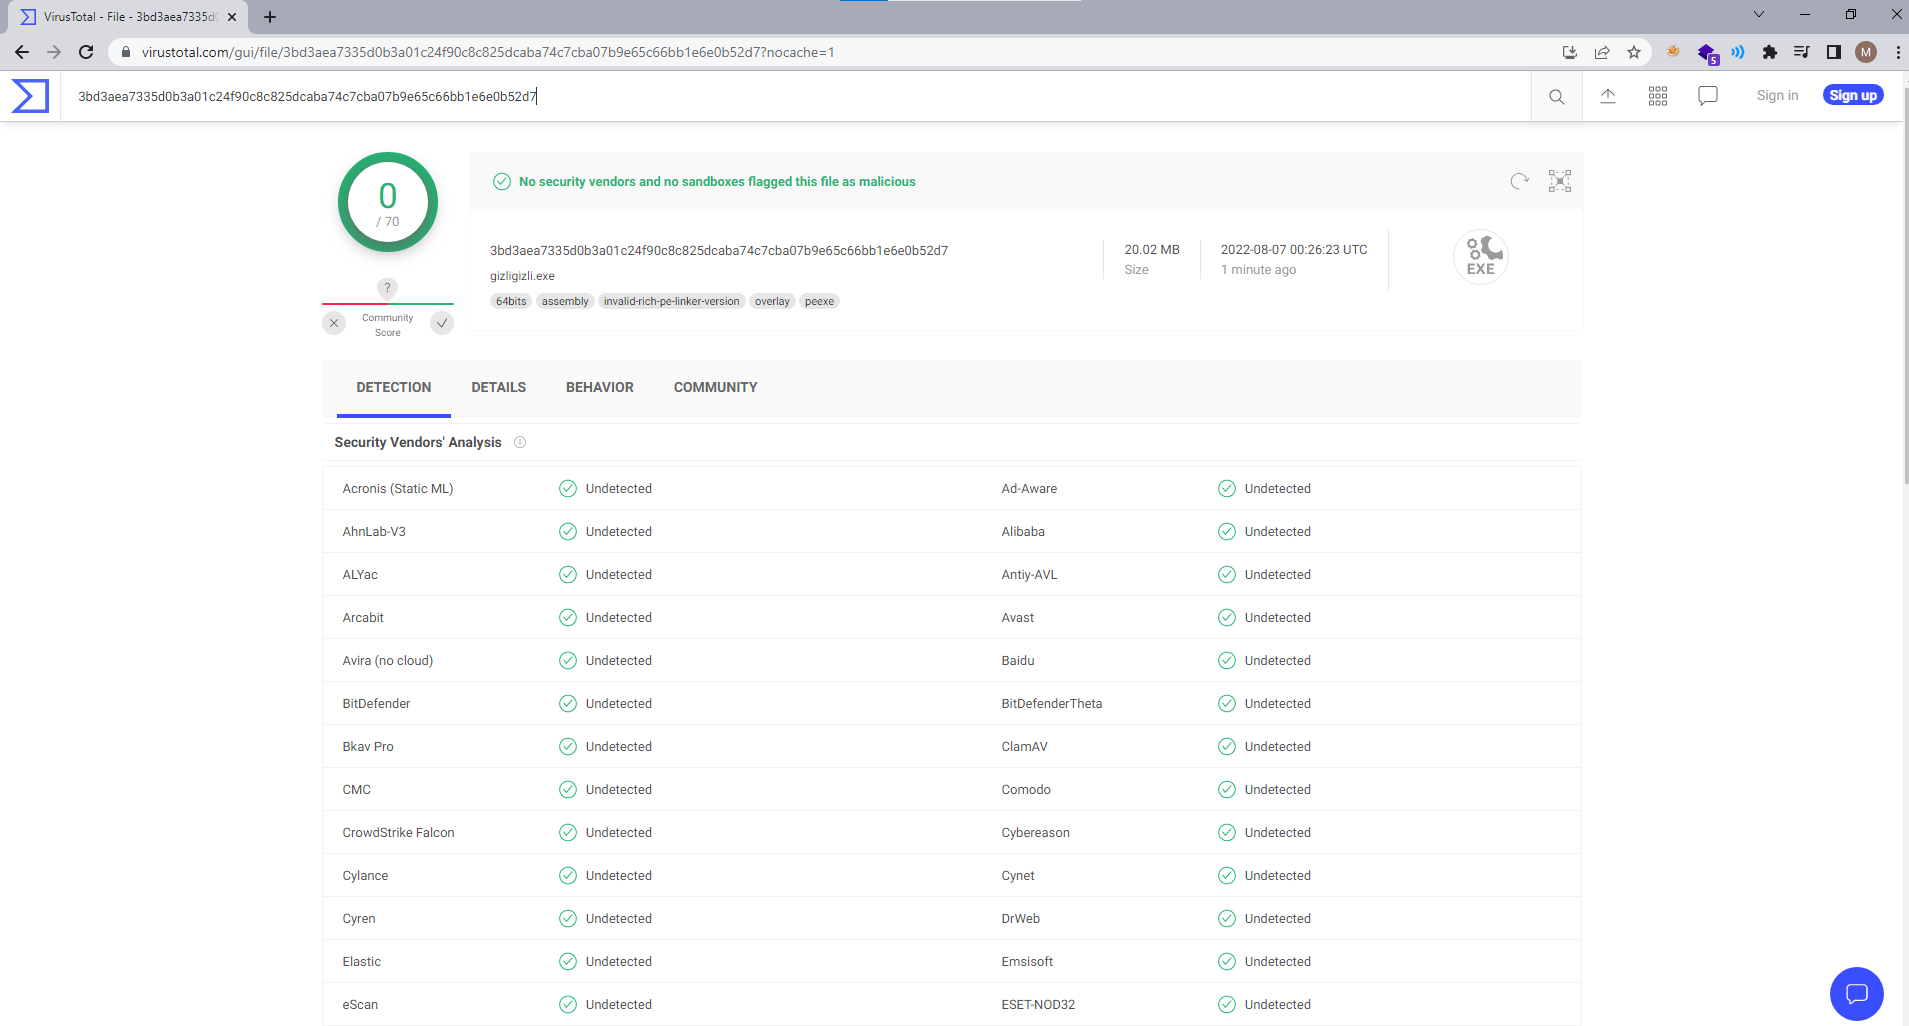 VirusTotal - File - 3bd3aea7335d0
virustotal.com/gui/file/3bd3aea7335d0b3a01c24f90c8c825dcaba74c7cba07b9e65c66bb1e6e0b52d7?nocache=1
5
M
3bd3aea7335d0b3a01c24f90c8c825dcaba74c7cba07b9e65c66bb1e6e0b52d7
Sign in
Sign up
0
/ 70
No security vendors and no sandboxes flagged this file as malicious
3bd3aea7335d0b3a01c24f90c8c825dcaba74c7cba07b9e65c66bb1e6e0b52d7
gizligizli.exe
64bits assembly invalid-rich-pe-linker-version overlay peexe
20.02 MB
Size
2022-08-07 00:26:23 UTC
1 minute ago
EXE
?
Community
Score
DETECTION DETAILS BEHAVIOR COMMUNITY
Security Vendors' Analysis
Acronis (Static ML) Undetected Ad-Aware Undetected
AhnLab-V3 Undetected Alibaba Undetected
ALYac Undetected Antiy-AVL Undetected
Arcabit Undetected Avast Undetected
Avira (no cloud) Undetected Baidu Undetected
BitDefender Undetected BitDefenderTheta Undetected
Bkav Pro Undetected ClamAV Undetected
CMC Undetected Comodo Undetected
CrowdStrike Falcon Undetected Cybereason Undetected
Cylance Undetected Cynet Undetected
Cyren Undetected DrWeb Undetected
Elastic Undetected Emsisoft Undetected
eScan Undetected ESET-NOD32 Undetected